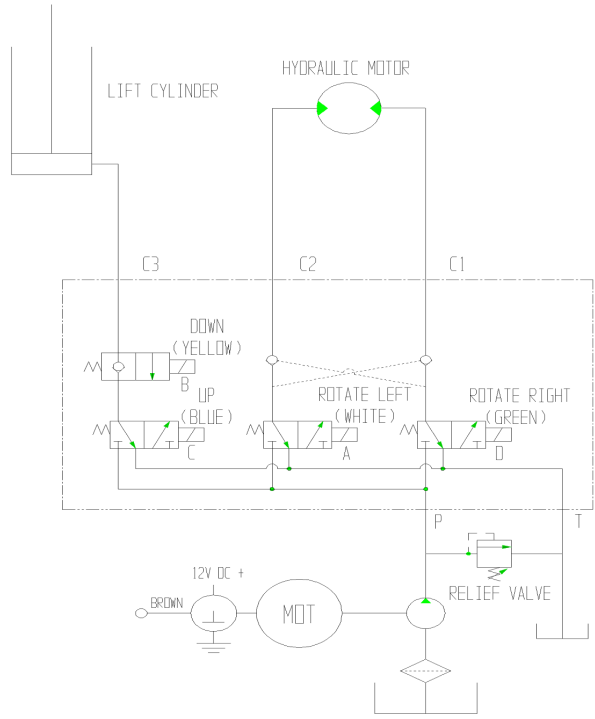 HYDRAULIC MOTOR
LIFT CYLINDER
C3
C2
C1
DOWN
(YELLOW)
B
UP
(BLUE)
C
ROTATE LEFT
(WHITE)
A
ROTATE RIGHT
(GREEN)
D
P
T
RELIEF VALVE
12V DC +
BROWN
MOT